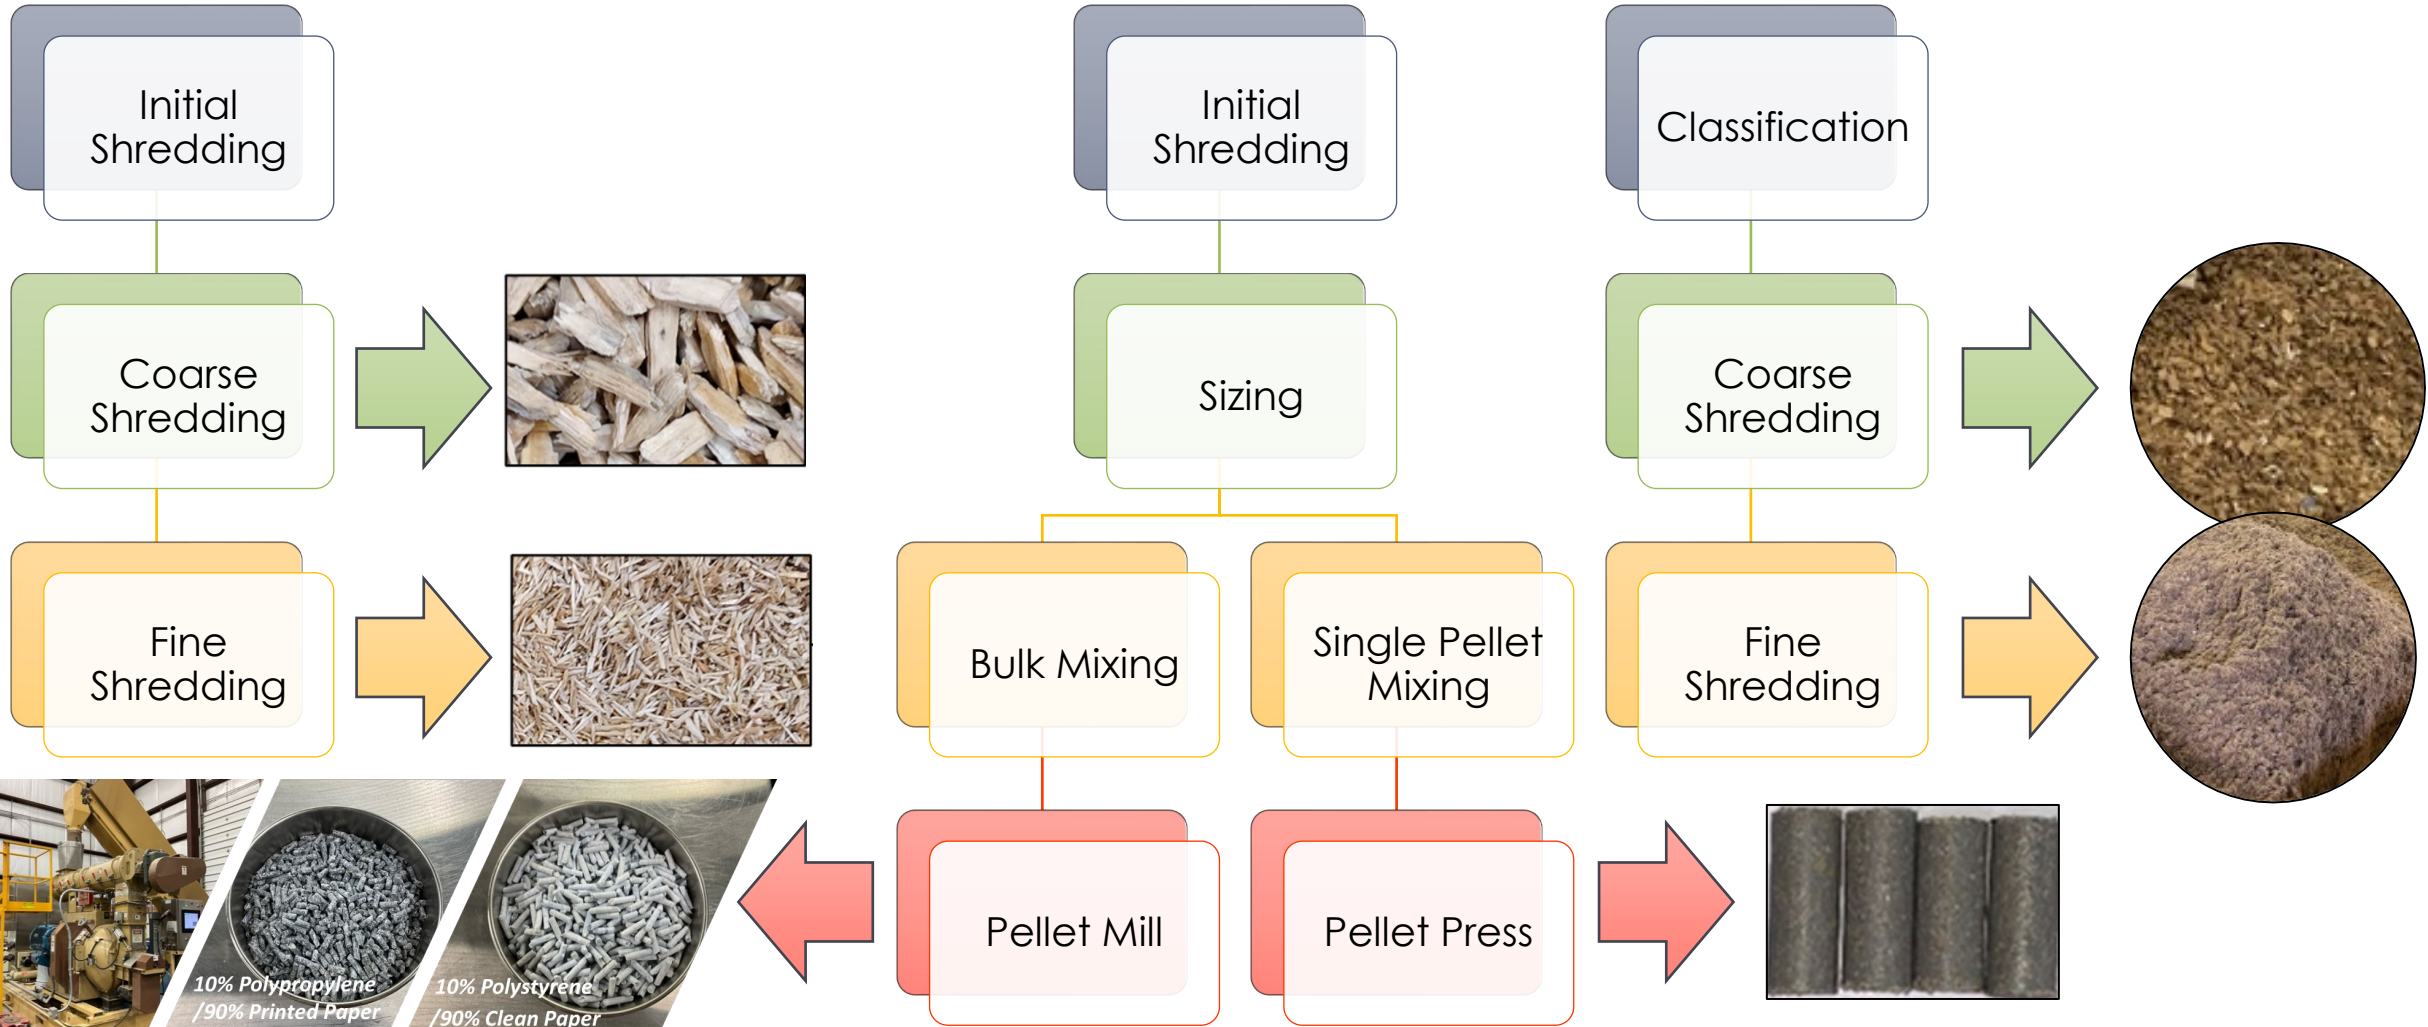 Initial
Shredding
Coarse
Shredding
Fine
Shredding
Initial
Shredding
Sizing
Bulk Mixing
Single Pellet
Mixing
Pellet Mill
Pellet Press
Classification
Coarse
Shredding
Fine
Shredding
10% Polypropylene
/90% Printed Paper
10% Polystyrene
/90% Clean Paper